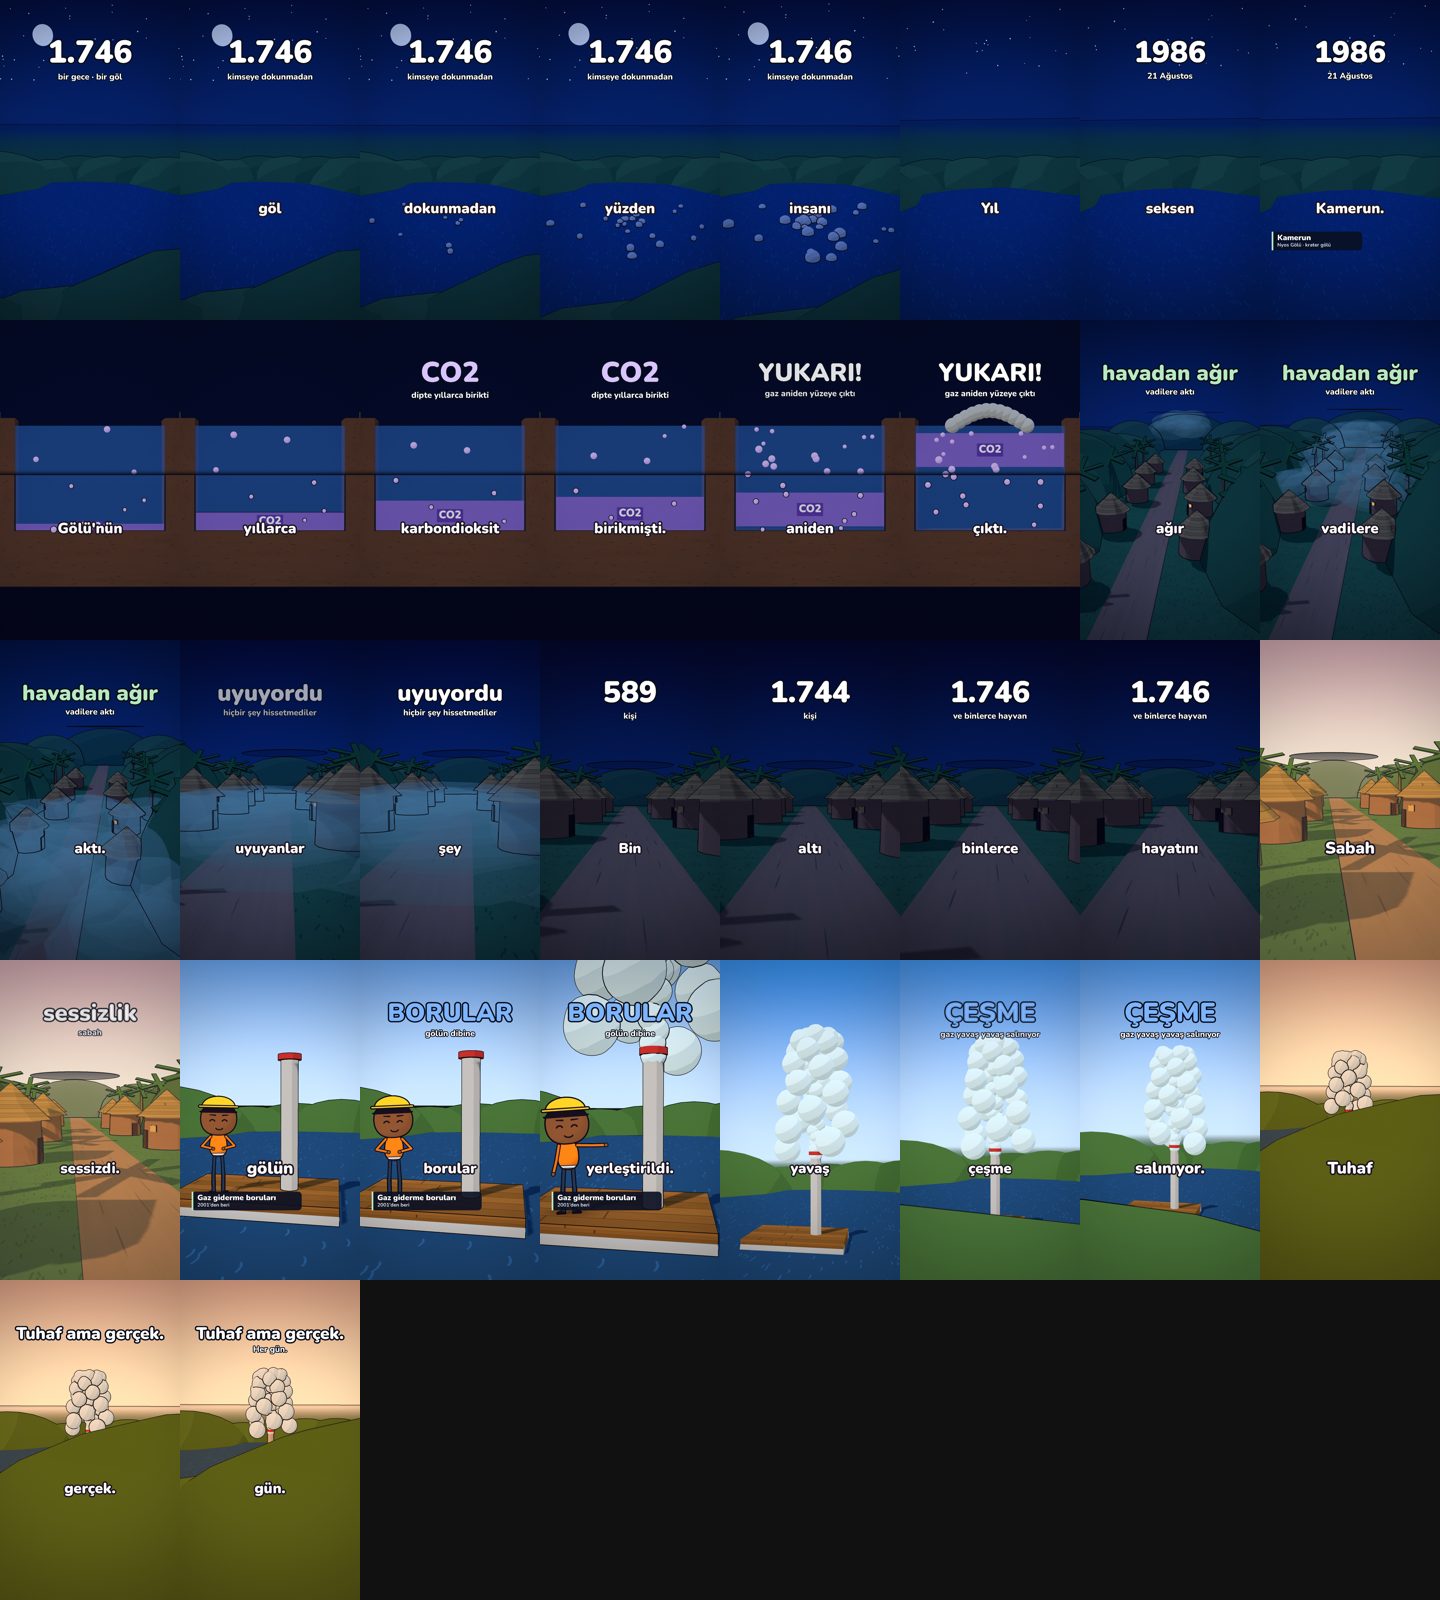 1.746
bir gece · bir göl
1.746
kimseye dokunmadan
göl
1.746
kimseye dokunmadan
dokunmadan
1.746
kimseye dokunmadan
yüzden
1.746
kimseye dokunmadan
insanı
Yıl
1986
21 Ağustos
seksen
1986
21 Ağustos
Kamerun.
Kamerun
Nyos Gölü · krater gölü
Gölü'nün
CO2
yıllarca
CO2
dipte yıllarca birikti
CO2
karbondioksit
CO2
dipte yıllarca birikti
CO2
birikmişti.
YUKARI!
gaz aniden yüzeye çıktı
CO2
aniden
YUKARI!
gaz aniden yüzeye çıktı
CO2
çıktı.
havadan ağır
vadilere aktı
ağır
havadan ağır
vadilere aktı
vadilere
havadan ağır
vadilere aktı
aktı.
uyuyordu
hiçbir şey hissetmediler
uyuyanlar
uyuyordu
hiçbir şey hissetmediler
şey
589
kişi
Bin
1.744
kişi
altı
1.746
ve binlerce hayvan
binlerce
1.746
ve binlerce hayvan
hayatını
Sabah
sessizlik
sabah
sessizdi.
gölün
Gaz giderme boruları
2001'den beri
BORULAR
gölün dibine
borular
Gaz giderme boruları
2001'den beri
BORULAR
gölün dibine
yerleştirildi.
Gaz giderme boruları
2001'den beri
yavaş
ÇEŞME
gaz yavaş yavaş salınıyor
çeşme
ÇEŞME
gaz yavaş yavaş salınıyor
salınıyor.
Tuhaf
Tuhaf ama gerçek.
gerçek.
Tuhaf ama gerçek.
Her gün.
gün.